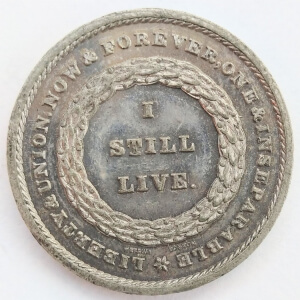 LIBERTY & UNION, NOW & FOREVER, ONE & INSEPARABLE
I
STILL
LIVE.